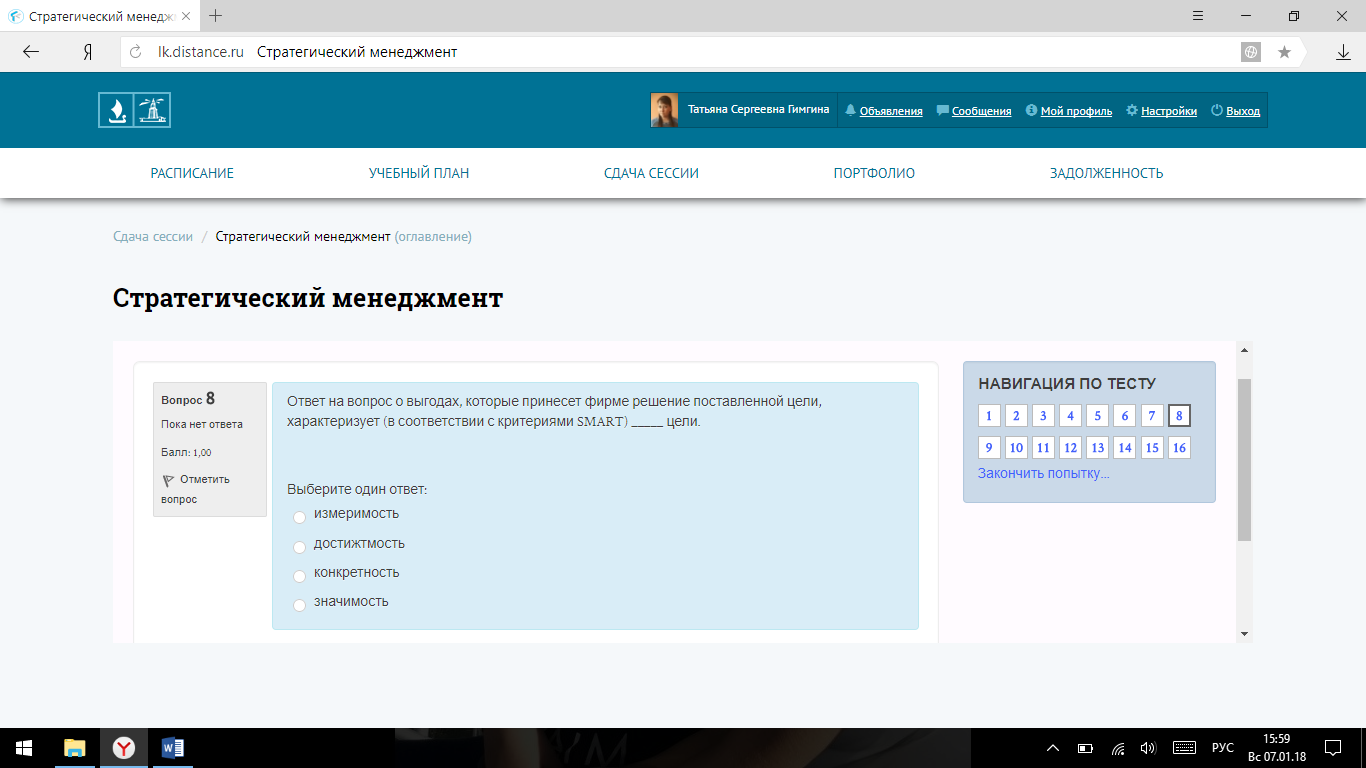 Стратегический менеджм
lk.distance.ru Стратегический менеджмент
Татьяна Сергеевна Гимгина Объявления Сообщения Мой профиль Настройки Выход
РАСПИСАНИЕ УЧЕБНЫЙ ПЛАН СДАЧА СЕССИИ ПОРТФОЛИО ЗАДОЛЖЕННОСТЬ
Сдача сессии / Стратегический менеджмент (оглавление)
Стратегический менеджмент
Вопрос 8
Пока нет ответа
Балл: 1,00
Отметить
вопрос
Ответ на вопрос о выгодах, которые принесет фирме решение поставленной цели,
характеризует (в соответствии с критериями SMART) _____ цели.
Выберите один ответ:
измеримость
достижтмость
конкретность
значимость
НАВИГАЦИЯ ПО ТЕСТУ
1 2 3 4 5 6 7 8
9 10 11 12 13 14 15 16
Закончить попытку...
РУС
15:59
Вс 07.01.18